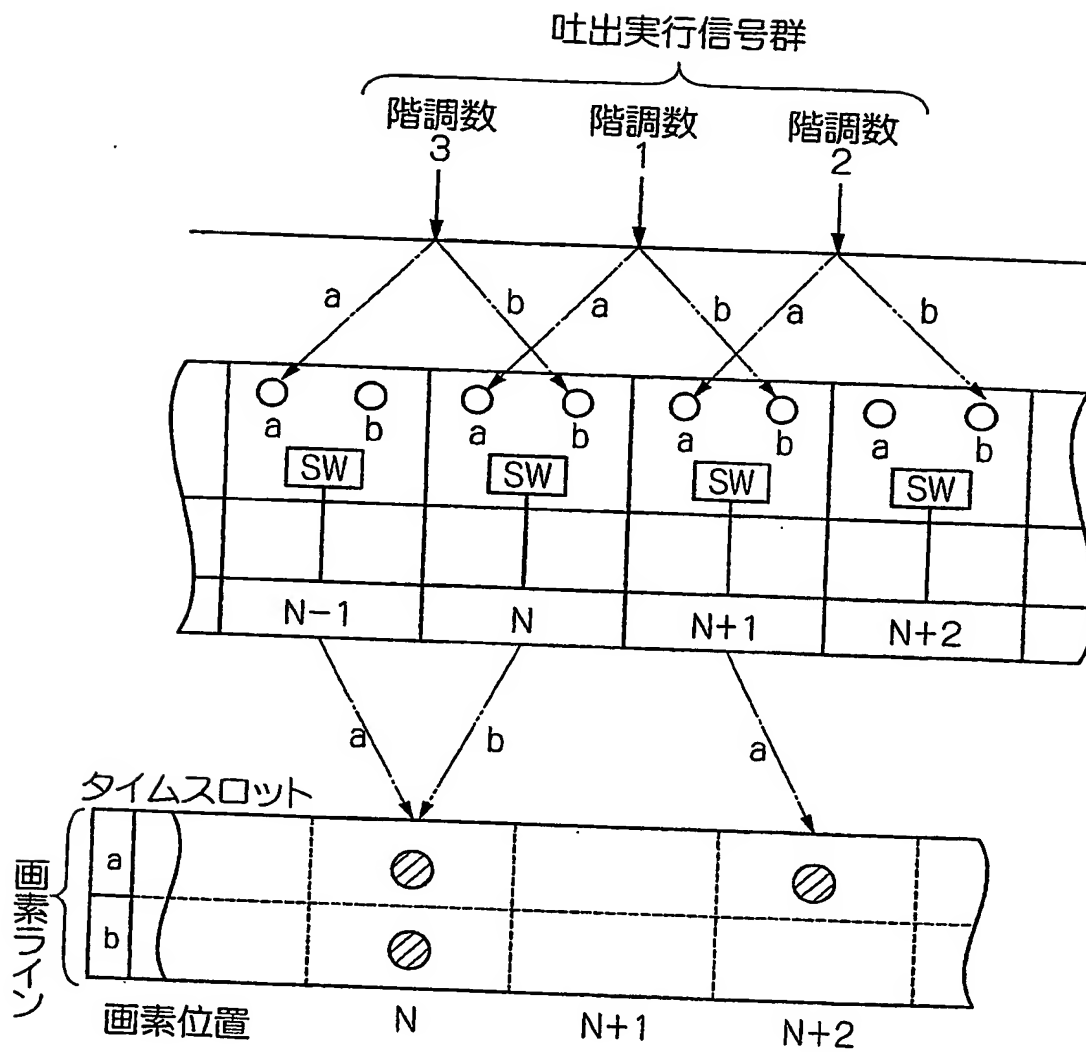 吐出実行信号群
階調数 3
階調数 1
階調数 2
a b a b a b
a b a b a b a b
SW SW SW SW
N-1 N N+1 N+2
a b a
タイムスロット
画素ライン
a
b
画素位置 N N+1 N+2